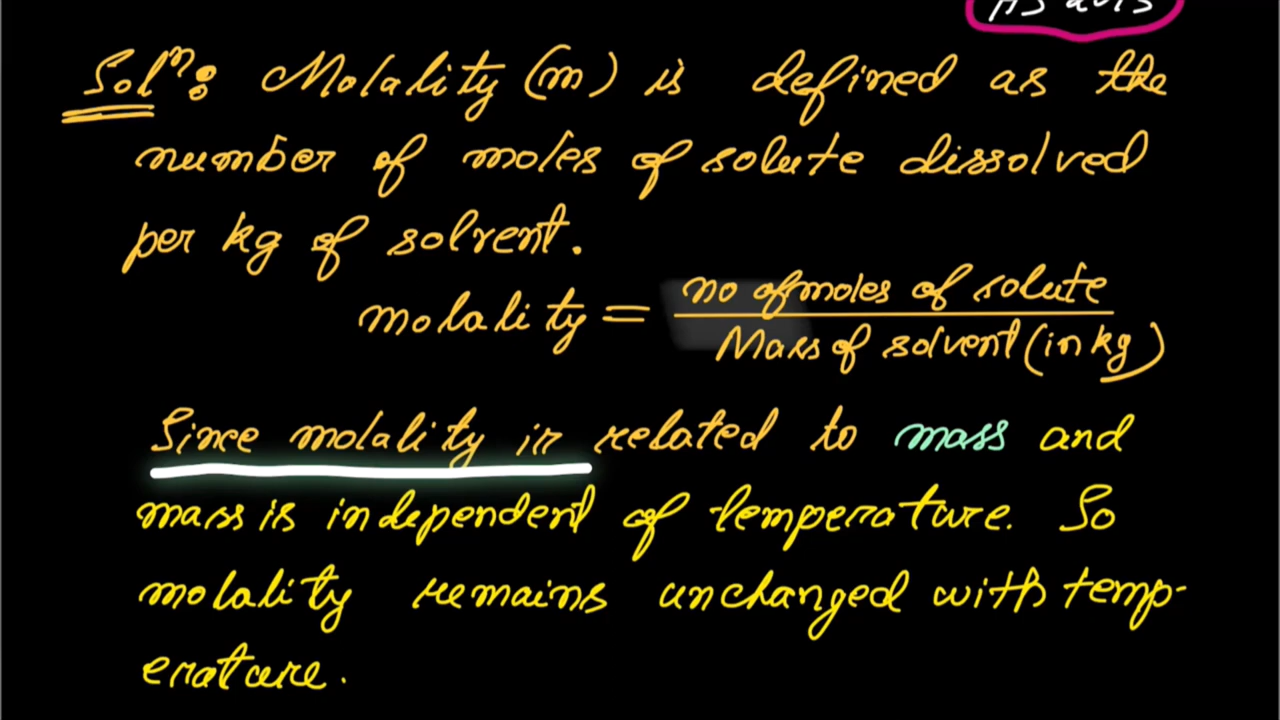 Solⁿ: Molality (m) is defined as the
number of moles of solute dissolved
per kg of solvent.
molality = no of moles of solute
Mass of solvent (in kg)
Since molality is related to mass and
mass is independent of temperature. So
molality remains unchanged with temp-
erature.